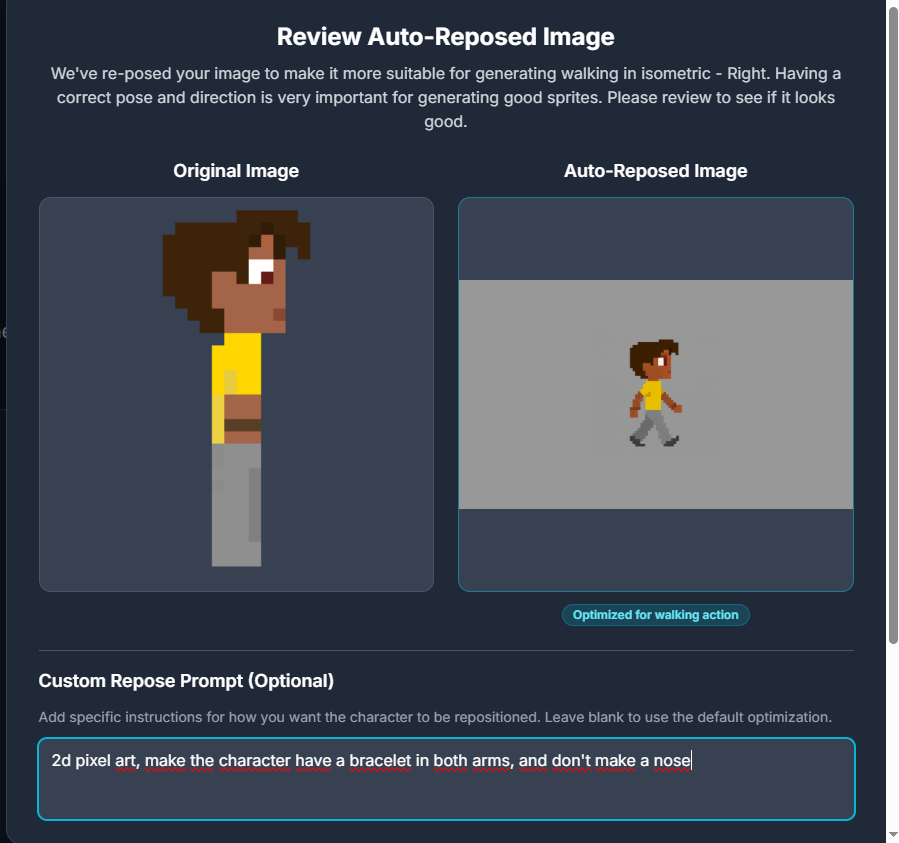 Review Auto-Reposed Image
We've re-posed your image to make it more suitable for generating walking in isometric - Right. Having a
correct pose and direction is very important for generating good sprites. Please review to see if it looks
good.
Original Image
Auto-Reposed Image
Optimized for walking action
Custom Repose Prompt (Optional)
Add specific instructions for how you want the character to be repositioned. Leave blank to use the default optimization.
2d pixel art, make the character have a bracelet in both arms, and don't make a nose